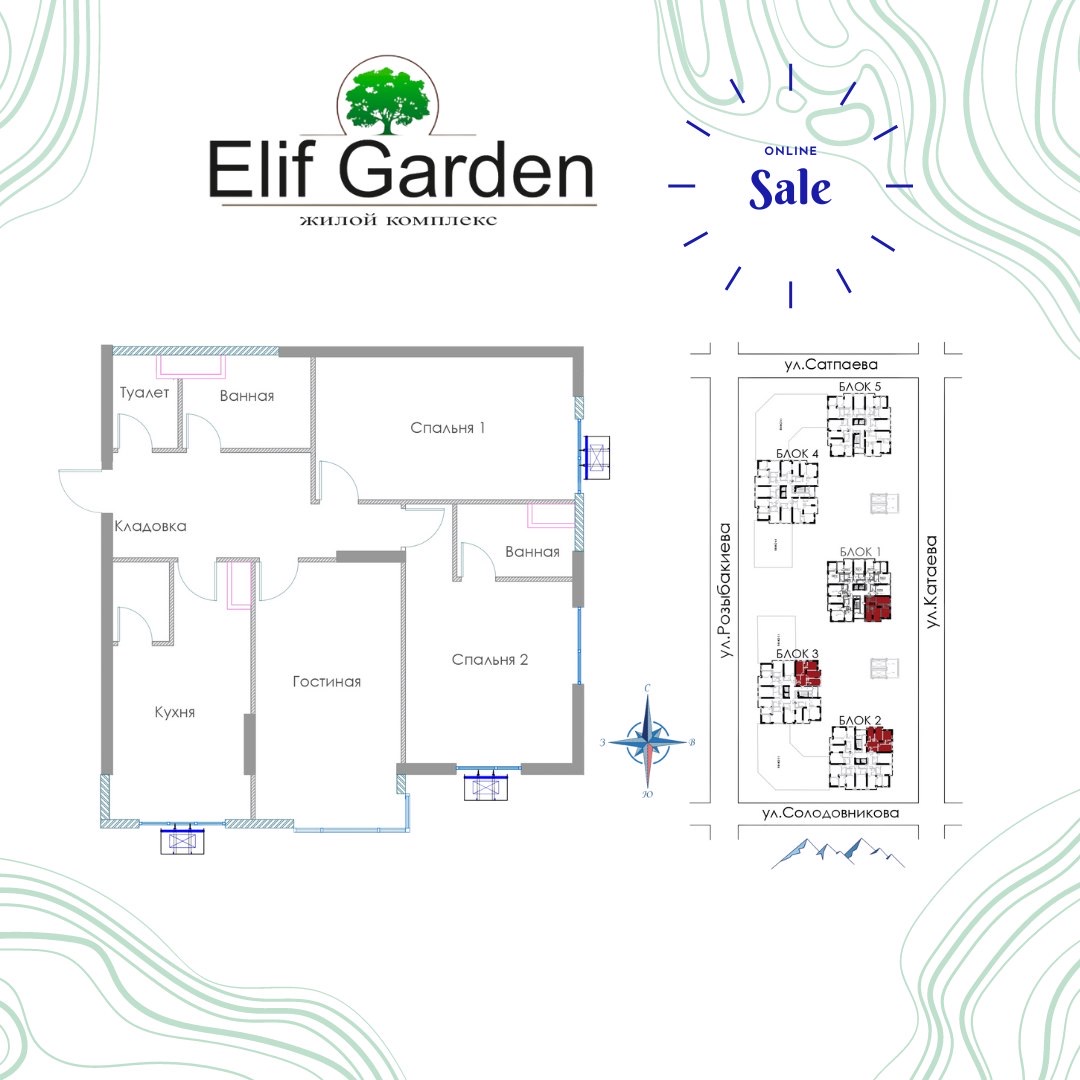 Elif Garden
жилой комплекс
ONLINE
Sale
Туалет
Ванная
Спальня 1
Кладовка
Ванная
Спальня 2
Гостиная
Кухня
С
З
В
Ю
ул.Сатпаева
БЛОК 5
БЛОК 4
БЛОК 1
ул.Розыбакиева
ул.Катаева
БЛОК 3
БЛОК 2
ул.Солодовникова